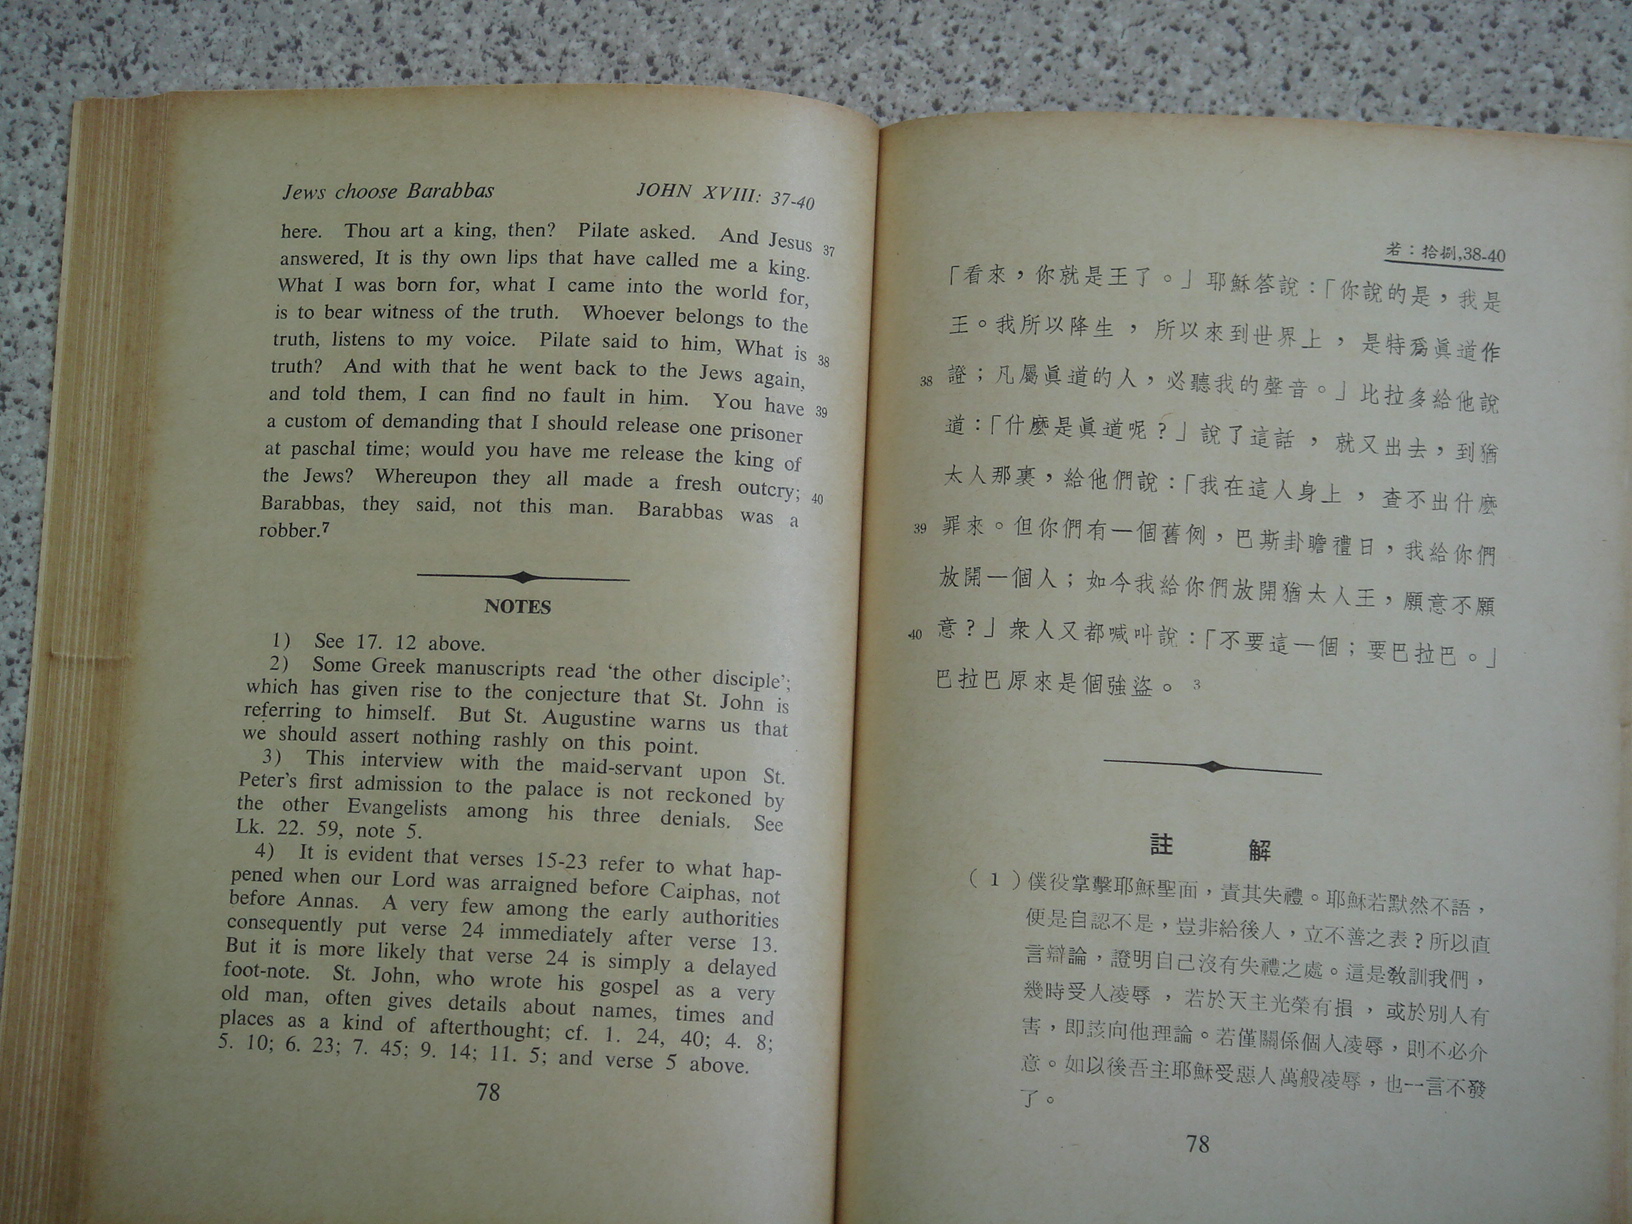 Jews choose Barabbas JOHN XVIII: 37-40
here. Thou art a king, then? Pilate asked. And Jesus 37
answered, It is thy own lips that have called me a king.
What I was born for, what I came into the world for,
is to bear witness of the truth. Whoever belongs to the
truth, listens to my voice. Pilate said to him, What is 38
truth? And with that he went back to the Jews again,
and told them, I can find no fault in him. You have 39
a custom of demanding that I should release one prisoner
at paschal time; would you have me release the king of
the Jews? Whereupon they all made a fresh outcry; 40
Barabbas, they said, not this man. Barabbas was a
robber.7
NOTES
1) See 17. 12 above.
2) Some Greek manuscripts read ‘the other disciple’;
which has given rise to the conjecture that St. John is
referring to himself. But St. Augustine warns us that
we should assert nothing rashly on this point.
3) This interview with the maid-servant upon St.
Peter's first admission to the palace is not reckoned by
the other Evangelists among his three denials. See
Lk. 22. 59, note 5.
4) It is evident that verses 15-23 refer to what hap-
pened when our Lord was arraigned before Caiphas, not
before Annas. A very few among the early authorities
consequently put verse 24 immediately after verse 13.
But it is more likely that verse 24 is simply a delayed
foot-note. St. John, who wrote his gospel as a very
old man, often gives details about names, times and
places as a kind of afterthought; cf. 1. 24, 40; 4. 8;
5. 10; 6. 23; 7. 45; 9. 14; 11. 5; and verse 5 above.
78
若：拾捌,38-40
「看來，你就是王了。」耶穌答說：「你說的是，我是
王。我所以降生，所以來到世界上，是特爲眞道作
38 證；凡屬眞道的人，必聽我的聲音。」比拉多給他說
道：「什麼是眞道呢？」說了這話，就又出去，到猶
太人那裏，給他們說：「我在這人身上，查不出什麼
39 罪來。但你們有一個舊例，巴斯卦瞻禮日，我給你們
放開一個人；如今我給你們放開猶太人王，願意不願
40 意？」衆人又都喊叫說：「不要這一個；要巴拉巴。」
巴拉巴原來是個強盜。 3
註 解
（1）僕役掌擊耶穌聖面，責其失禮。耶穌若默然不語，
便是自認不是，豈非給後人，立不善之表？所以直
言辯論，證明自己沒有失禮之處。這是教訓我們，
幾時受人凌辱，若於天主光榮有損，或於別人有
害，即該向他理論。若僅關係個人凌辱，則不必介
意。如以後吾主耶穌受惡人萬般凌辱，也一言不發
了。
78